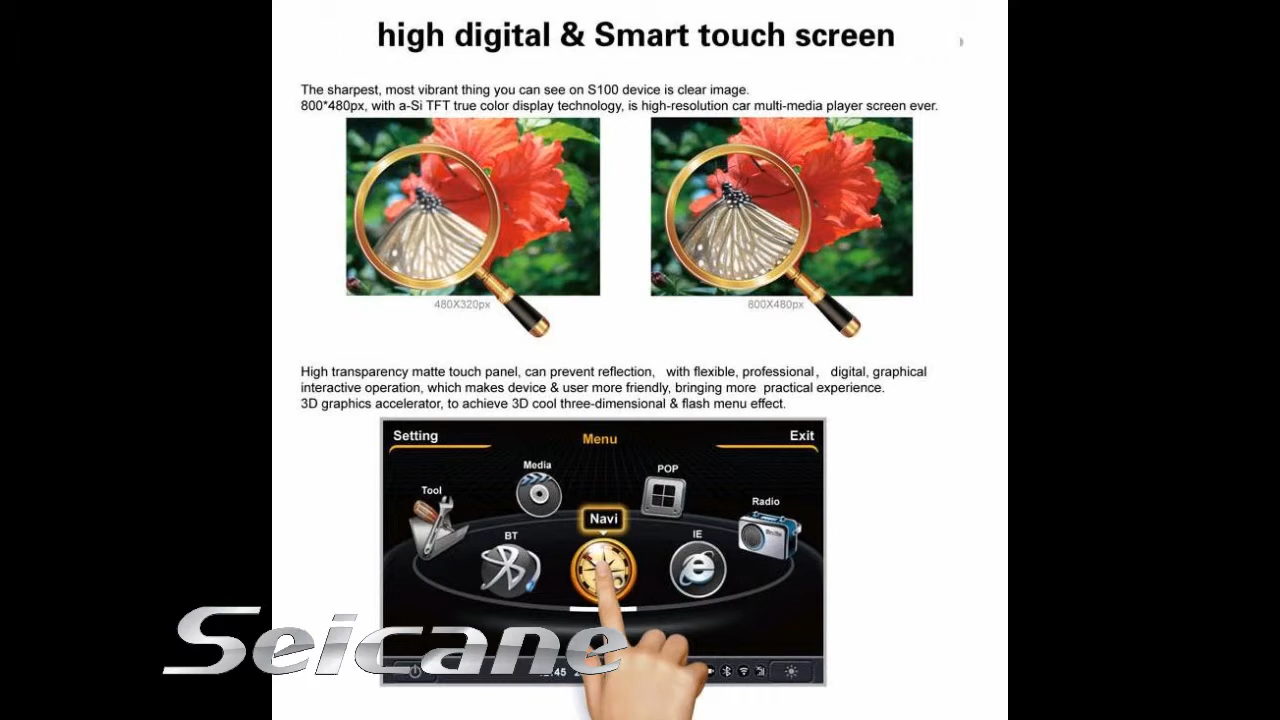 high digital & Smart touch screen
The sharpest, most vibrant thing you can see on S100 device is clear image.
800*480px, with a-Si TFT true color display technology, is high-resolution car multi-media player screen ever.
480X320px
800X480px
High transparency matte touch panel, can prevent reflection, with flexible, professional, digital, graphical
interactive operation, which makes device & user more friendly, bringing more practical experience.
3D graphics accelerator, to achieve 3D cool three-dimensional & flash menu effect.
Setting
Menu
Exit
Media
POP
Tool
Radio
Navi
BT
IE
Seicane